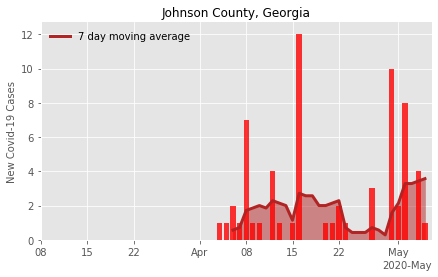 Johnson County, Georgia
7 day moving average
New Covid-19 Cases
12
10
8
6
4
2
0
08 15 22 Apr 08 15 22 May
2020-May